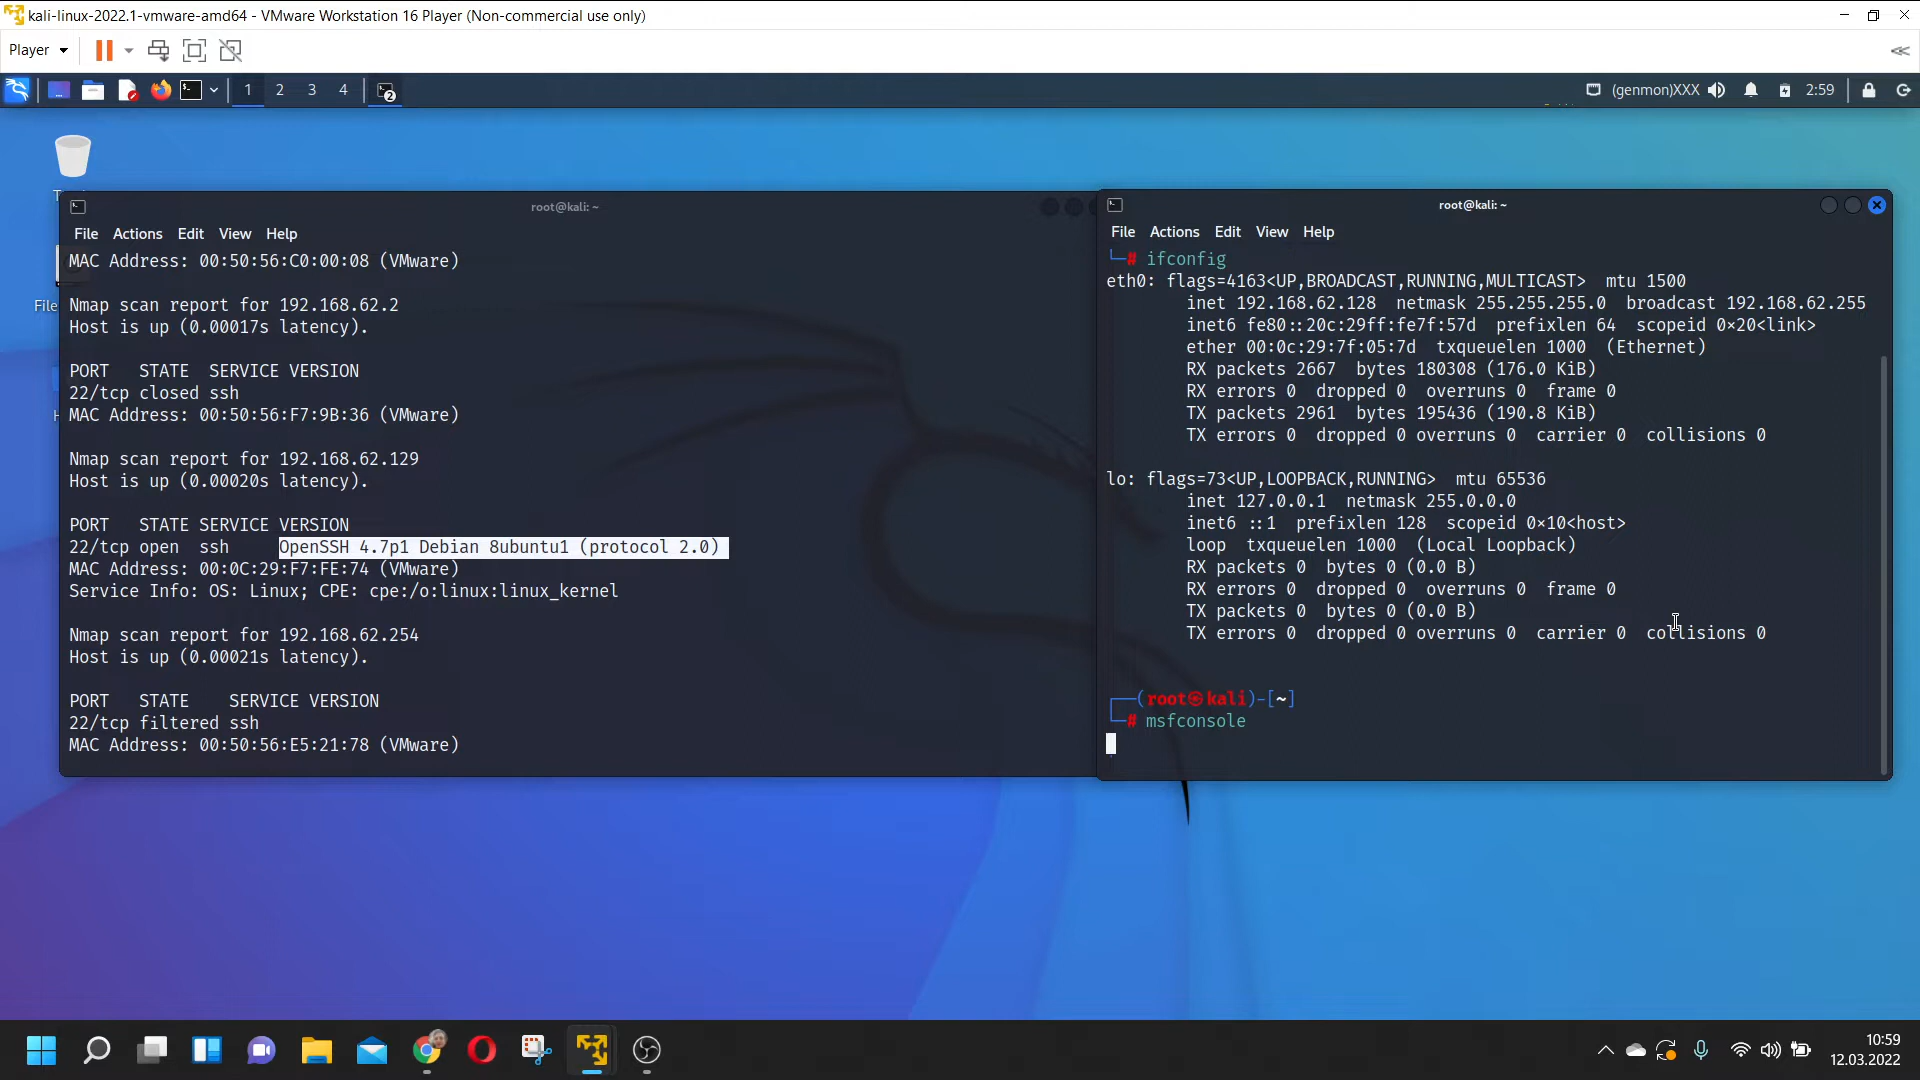 kali-linux-2022.1-vmware-amd64 - VMware Workstation 16 Player (Non-commercial use only)
Player
1 2 3 4
2
(genmon)XXX
2:59
root@kali: ~
File Actions Edit View Help
MAC Address: 00:50:56:C0:00:08 (VMware)
Nmap scan report for 192.168.62.2
Host is up (0.00017s latency).
PORT   STATE  SERVICE VERSION
22/tcp closed ssh
MAC Address: 00:50:56:F7:9B:36 (VMware)
Nmap scan report for 192.168.62.129
Host is up (0.00020s latency).
PORT   STATE SERVICE VERSION
22/tcp open  ssh     OpenSSH 4.7p1 Debian 8ubuntu1 (protocol 2.0)
MAC Address: 00:0C:29:F7:FE:74 (VMware)
Service Info: OS: Linux; CPE: cpe:/o:linux:linux_kernel
Nmap scan report for 192.168.62.254
Host is up (0.00021s latency).
PORT   STATE    SERVICE VERSION
22/tcp filtered ssh
MAC Address: 00:50:56:E5:21:78 (VMware)
root@kali: ~
File Actions Edit View Help
└─# ifconfig
eth0: flags=4163<UP,BROADCAST,RUNNING,MULTICAST>  mtu 1500
inet 192.168.62.128  netmask 255.255.255.0  broadcast 192.168.62.255
inet6 fe80::20c:29ff:fe7f:57d  prefixlen 64  scopeid 0×20<link>
ether 00:0c:29:7f:05:7d  txqueuelen 1000  (Ethernet)
RX packets 2667  bytes 180308 (176.0 KiB)
RX errors 0  dropped 0  overruns 0  frame 0
TX packets 2961  bytes 195436 (190.8 KiB)
TX errors 0  dropped 0 overruns 0  carrier 0  collisions 0
lo: flags=73<UP,LOOPBACK,RUNNING>  mtu 65536
inet 127.0.0.1  netmask 255.0.0.0
inet6 ::1  prefixlen 128  scopeid 0×10<host>
loop  txqueuelen 1000  (Local Loopback)
RX packets 0  bytes 0 (0.0 B)
RX errors 0  dropped 0  overruns 0  frame 0
TX packets 0  bytes 0 (0.0 B)
TX errors 0  dropped 0 overruns 0  carrier 0  collisions 0
┌──(root㉿kali)-[~]
└─# msfconsole
File
10:59
12.03.2022